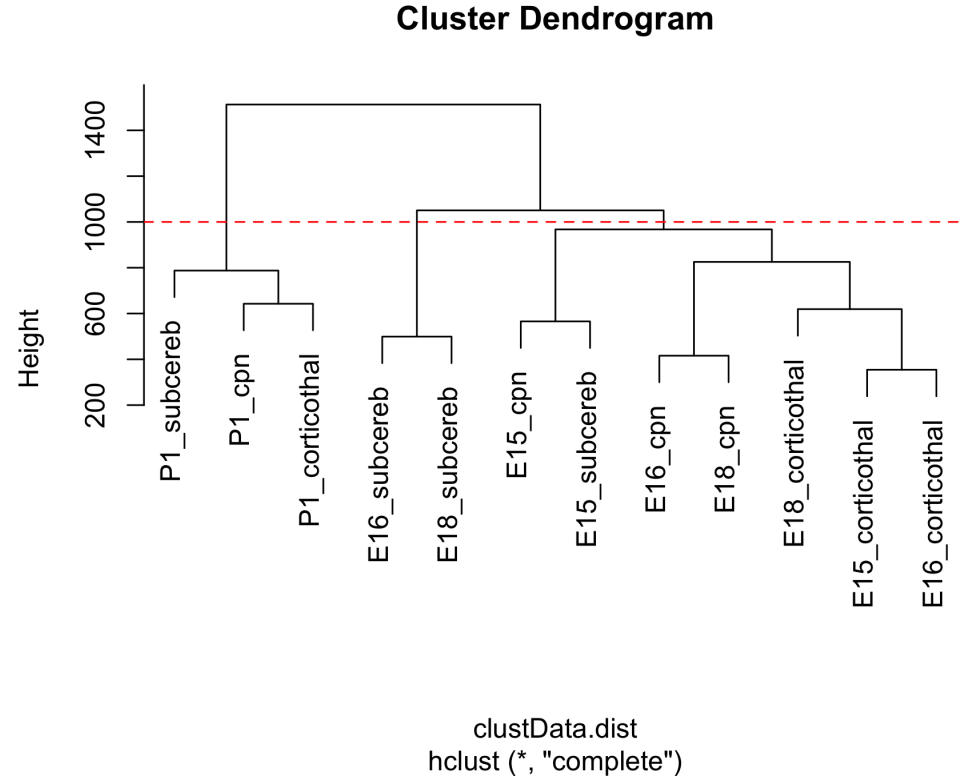 Cluster Dendrogram
Height
1400
1000
600
200
P1_subcereb
P1_cpn
P1_corticothal
E16_subcereb
E18_subcereb
E15_cpn
E15_subcereb
E16_cpn
E18_cpn
E18_corticothal
E15_corticothal
E16_corticothal
clustData.dist
hclust (*, "complete")